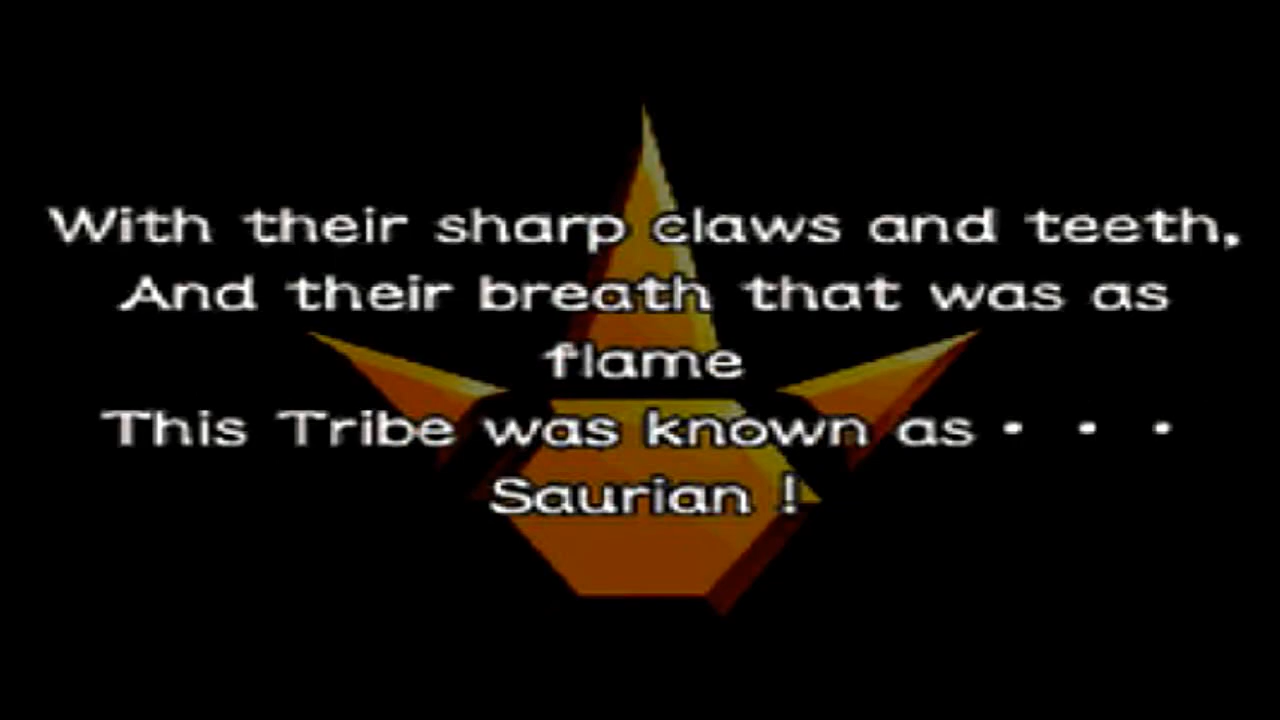 With their sharp claws and teeth,
And their breath that was as
flame
This Tribe was known as・・・
Saurian !